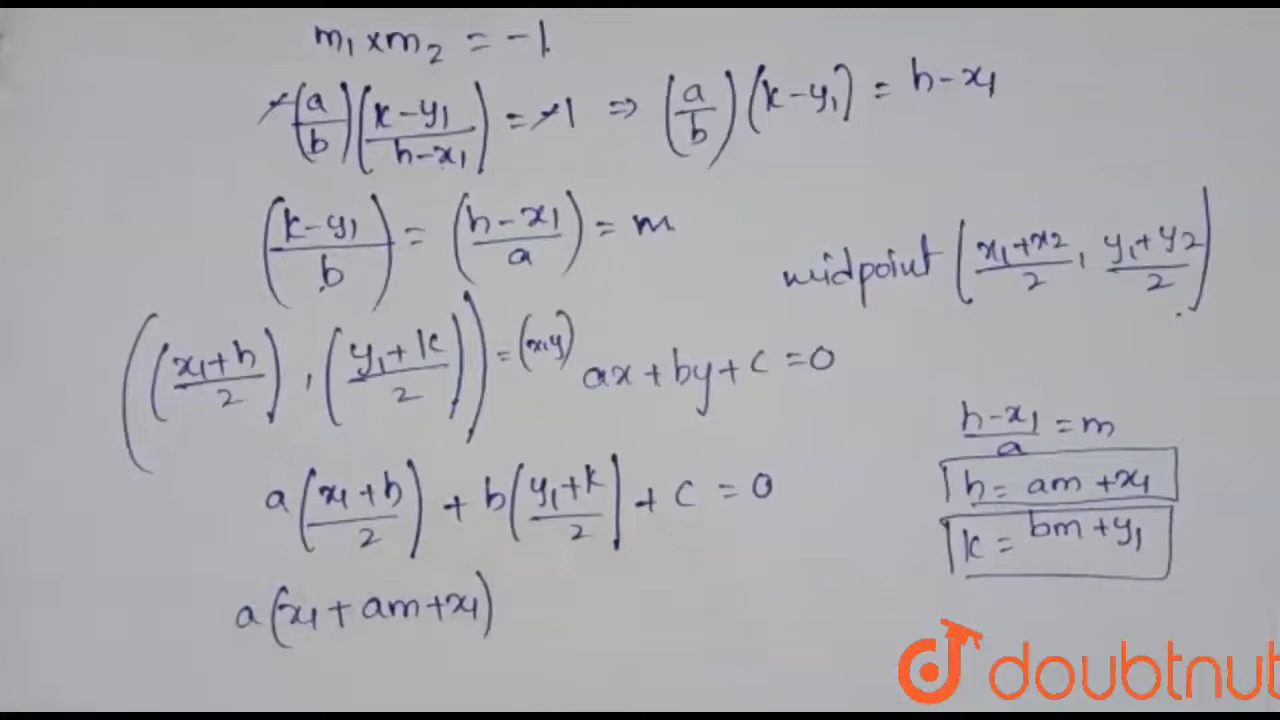 m₁ × m₂ = -1
-(a/b)((k-y₁)/(h-x₁)) = -1 ⇒ (a/b)(k-y₁) = h-x₁
((k-y₁)/b) = ((h-x₁)/a) = m
midpoint ((x₁+x₂)/2, (y₁+y₂)/2)
(((x₁+h)/2), ((y₁+k)/2)) = (x,y) ax+by+c=0
(h-x₁)/a = m
h = am+x₁
a((x₁+h)/2) + b((y₁+k)/2) + c = 0
k = bm+y₁
a(x₁+am+x₁)
doubtnut